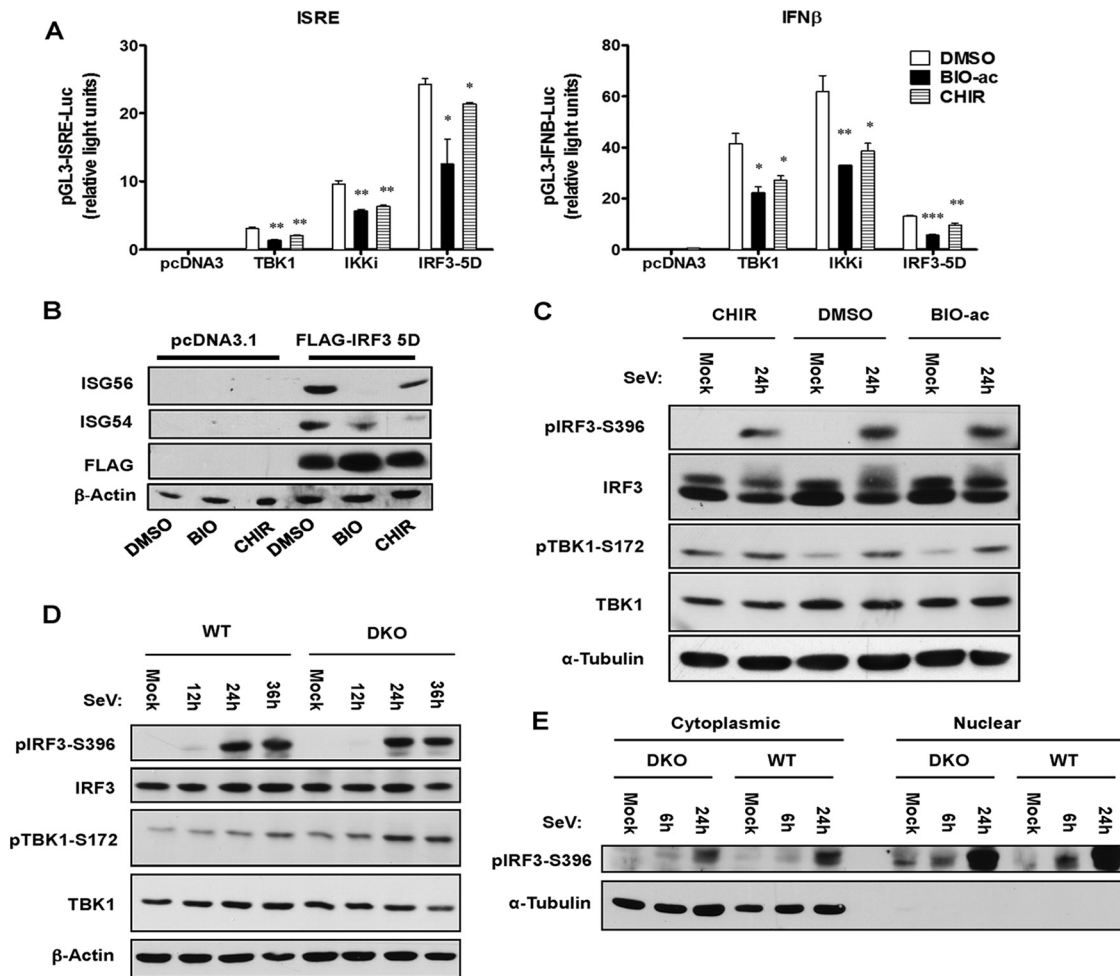 A
ISRE
pGL3-ISRE-Luc
(relative light units)
30
20
10
0
** ** ** ** * *
pcDNA3 TBK1 IKKi IRF3-5D
IFNβ
pGL3-IFNB-Luc
(relative light units)
80
60
40
20
0
* * ** * *** **
pcDNA3 TBK1 IKKi IRF3-5D
DMSO
BIO-ac
CHIR
B
pcDNA3.1 FLAG-IRF3 5D
ISG56
ISG54
FLAG
β-Actin
DMSO BIO CHIR DMSO BIO CHIR
C
CHIR DMSO BIO-ac
SeV: Mock 24h Mock 24h Mock 24h
pIRF3-S396
IRF3
pTBK1-S172
TBK1
α-Tubulin
D
WT DKO
SeV: Mock 12h 24h 36h Mock 12h 24h 36h
pIRF3-S396
IRF3
pTBK1-S172
TBK1
β-Actin
E
Cytoplasmic Nuclear
DKO WT DKO WT
SeV: Mock 6h 24h Mock 6h 24h Mock 6h 24h Mock 6h 24h
pIRF3-S396
α-Tubulin